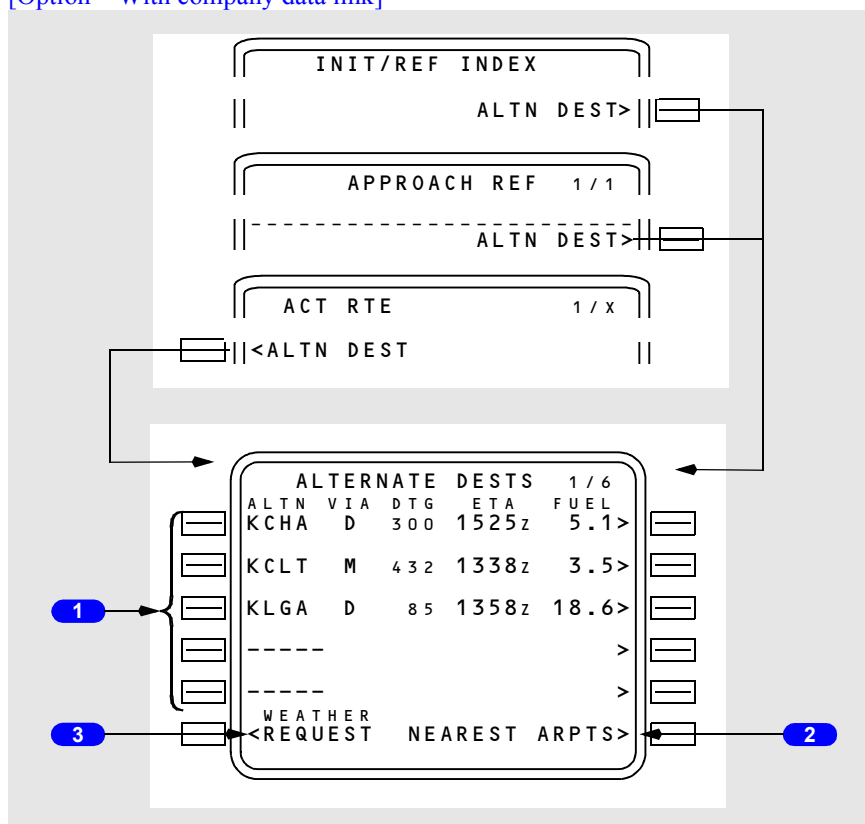 [Option - With company data link]
INIT/REF INDEX
ALTN DEST>
APPROACH REF 1/1
--------------------------
ALTN DEST>
ACT RTE 1/X
<ALTN DEST
ALTERNATE DESTS 1/6
ALTN VIA DTG ETA FUEL
KCHA D 300 1525z 5.1>
KCLT M 432 1338z 3.5>
1
KLGA D 85 1358z 18.6>
----- >
----- >
WEATHER
3 <REQUEST NEAREST ARPTS> 2